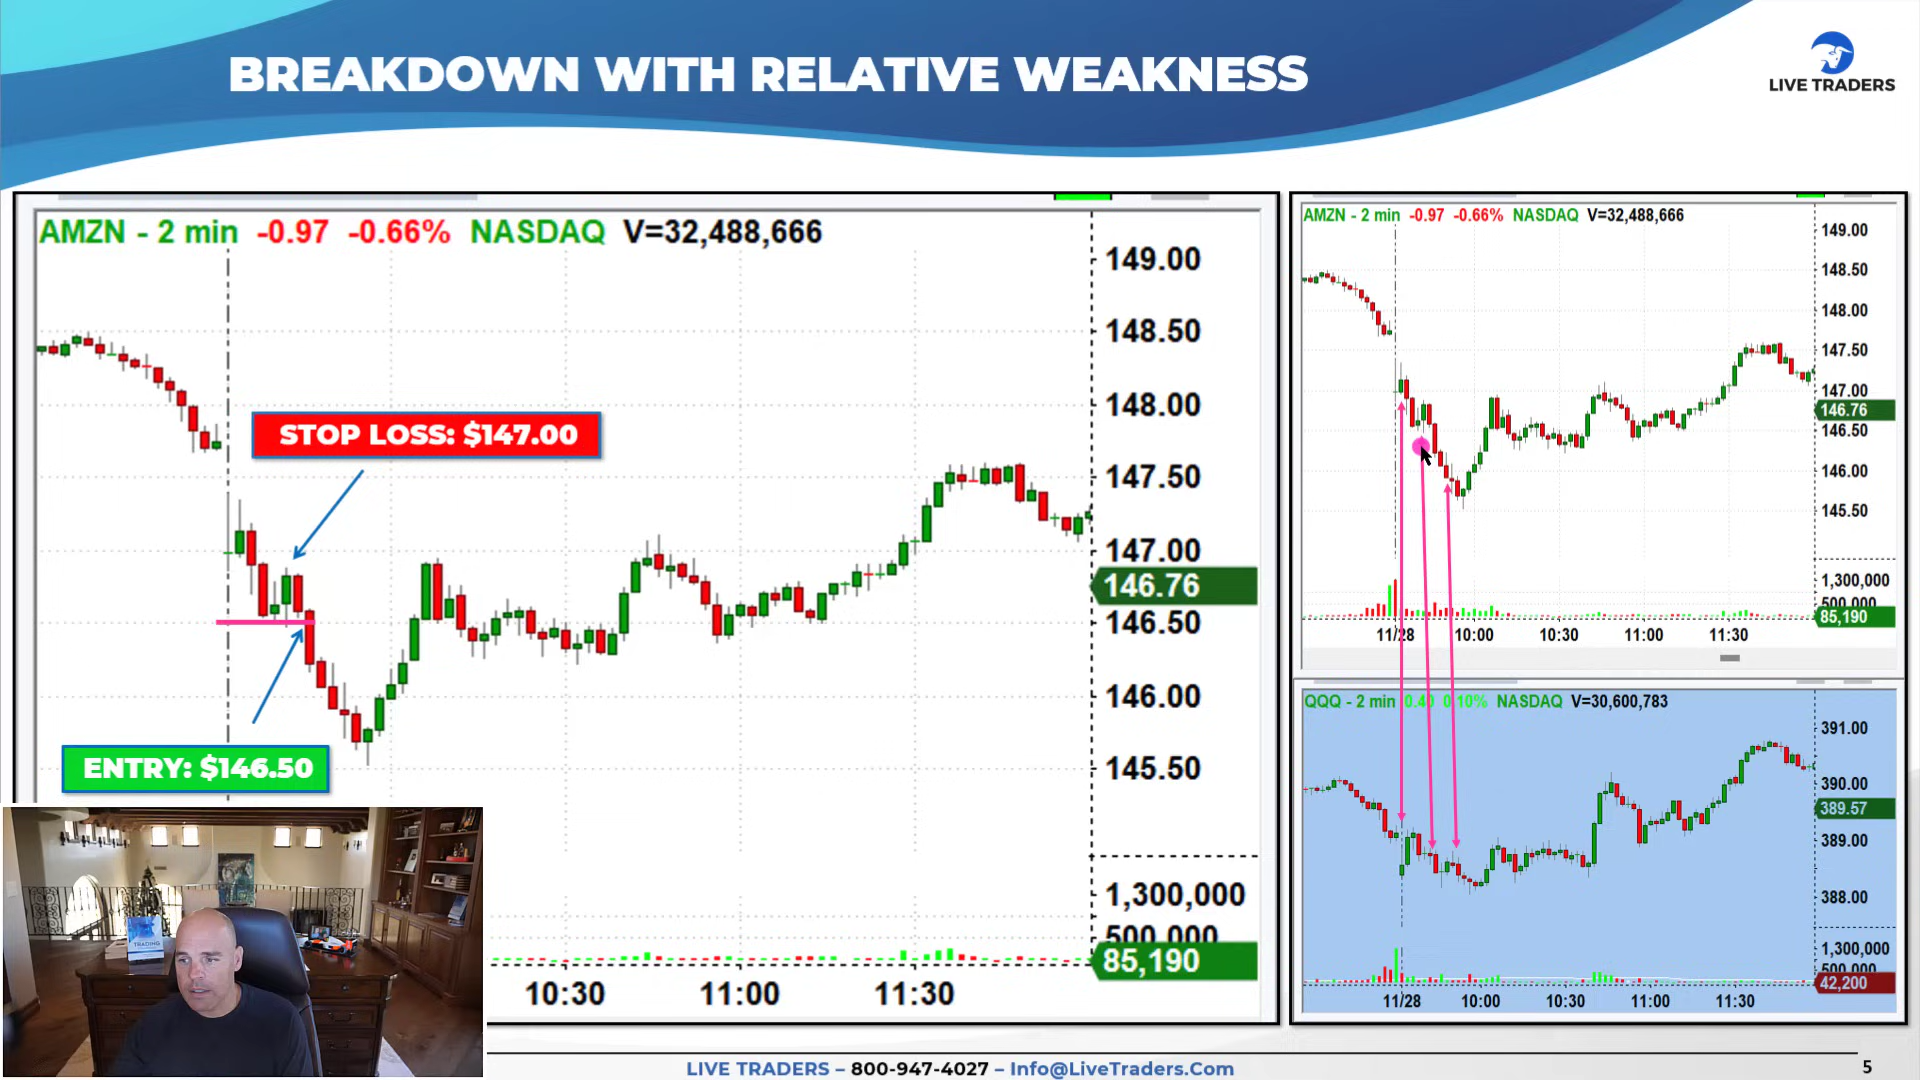 BREAKDOWN WITH RELATIVE WEAKNESS
LIVE TRADERS
AMZN - 2 min -0.97 -0.66% NASDAQ V=32,488,666
149.00
148.50
148.00
147.50
147.00
146.76
146.50
146.00
145.50
1,300,000
500,000
85,190
10:30 11:00 11:30
STOP LOSS: $147.00
ENTRY: $146.50
TRADING
AMZN - 2 min -0.97 -0.66% NASDAQ V=32,488,666
149.00
148.50
148.00
147.50
147.00
146.76
146.50
146.00
145.50
1,300,000
500,000
85,190
11/28 10:00 10:30 11:00 11:30
QQQ - 2 min 0.40 0.10% NASDAQ V=30,600,783
391.00
390.00
389.57
389.00
388.00
1,300,000
500,000
42,200
11/28 10:00 10:30 11:00 11:30
LIVE TRADERS – 800-947-4027 – Info@LiveTraders.Com
5